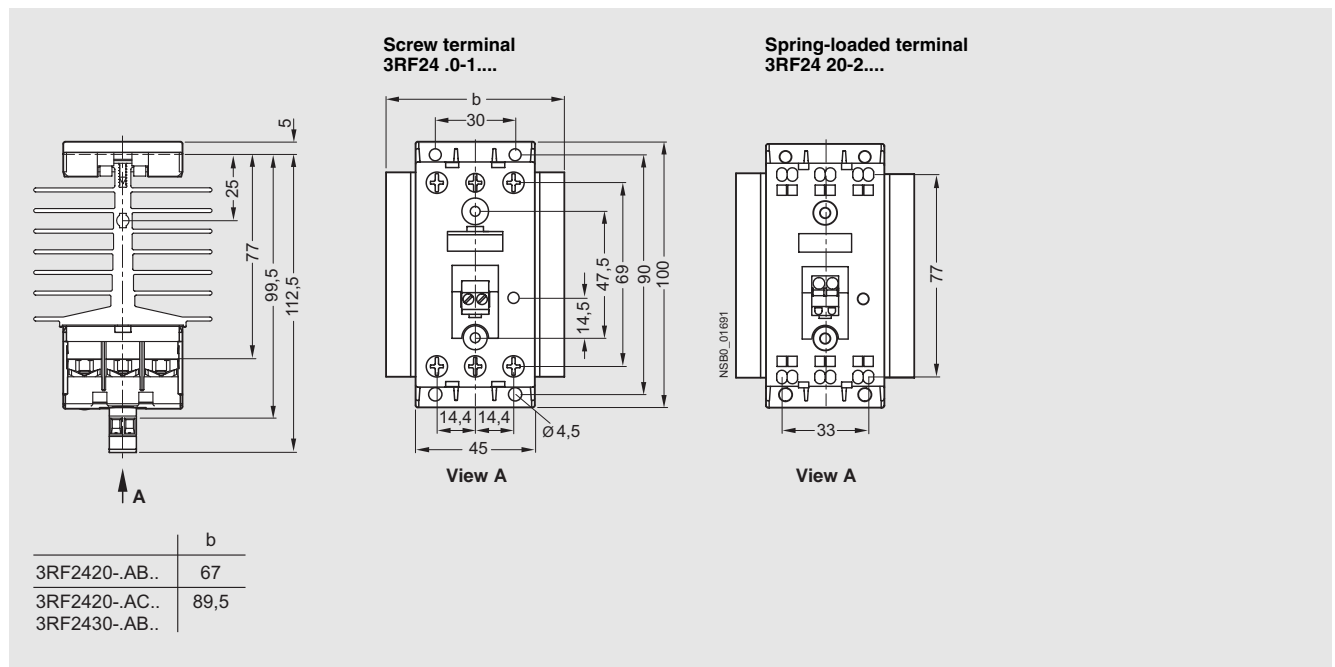 Screw terminal
3RF24 .0-1....
Spring-loaded terminal
3RF24 20-2....
5
25
77
99,5
112,5
A
b
30
14,5
47,5
69
90
100
14,4
14,4
Ø 4,5
45
View A
NSB0_01691
77
33
View A
b
3RF2420-.AB.. 67
3RF2420-.AC.. 89,5
3RF2430-.AB..